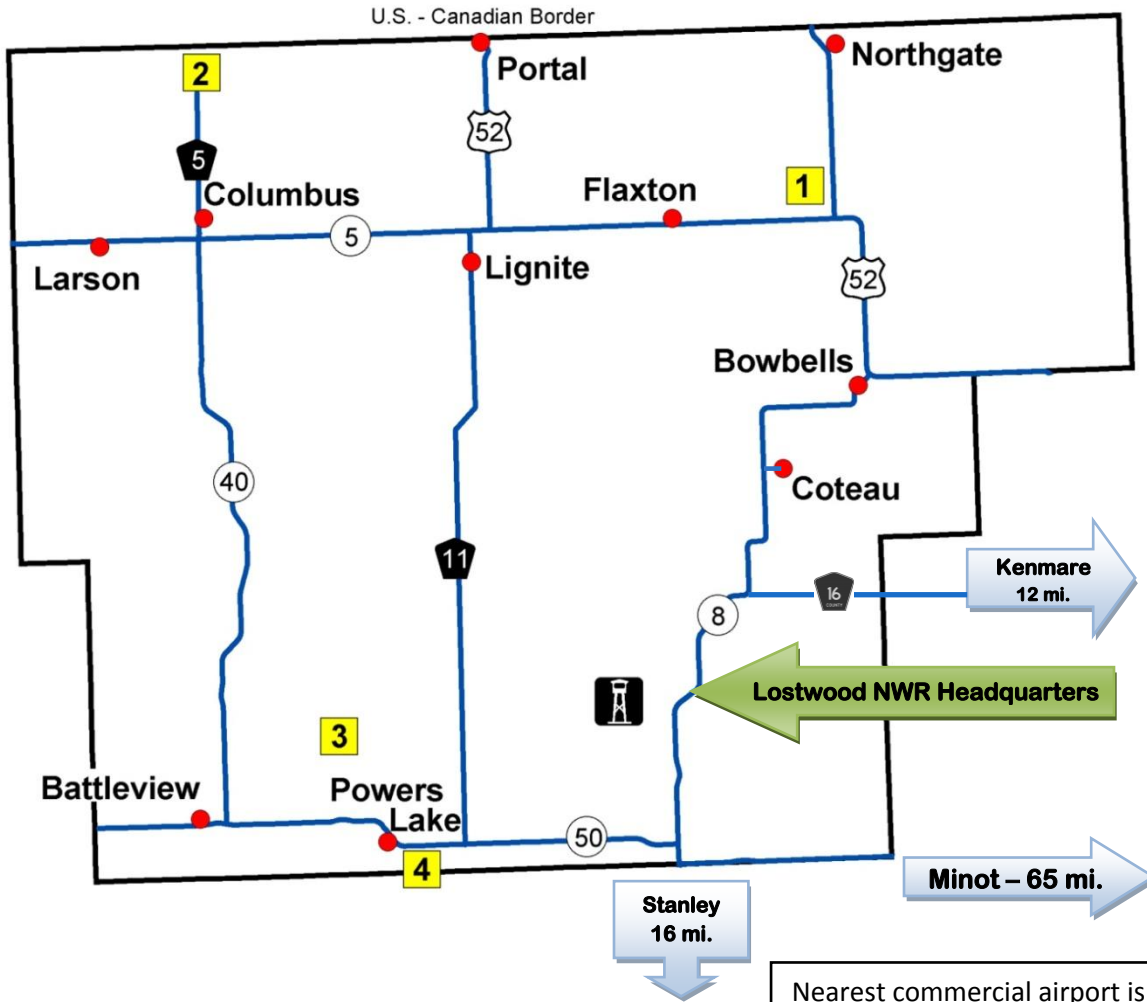 U.S. - Canadian Border
2
Portal
Northgate
52
5
Columbus
Flaxton
1
5
Larson
Lignite
52
Bowbells
40
Coteau
11
Kenmare
12 mi.
16
COUNTY
8
Lostwood NWR Headquarters
3
Battleview
Powers
Lake
50
4
Minot – 65 mi.
Stanley
16 mi.
Nearest commercial airport is